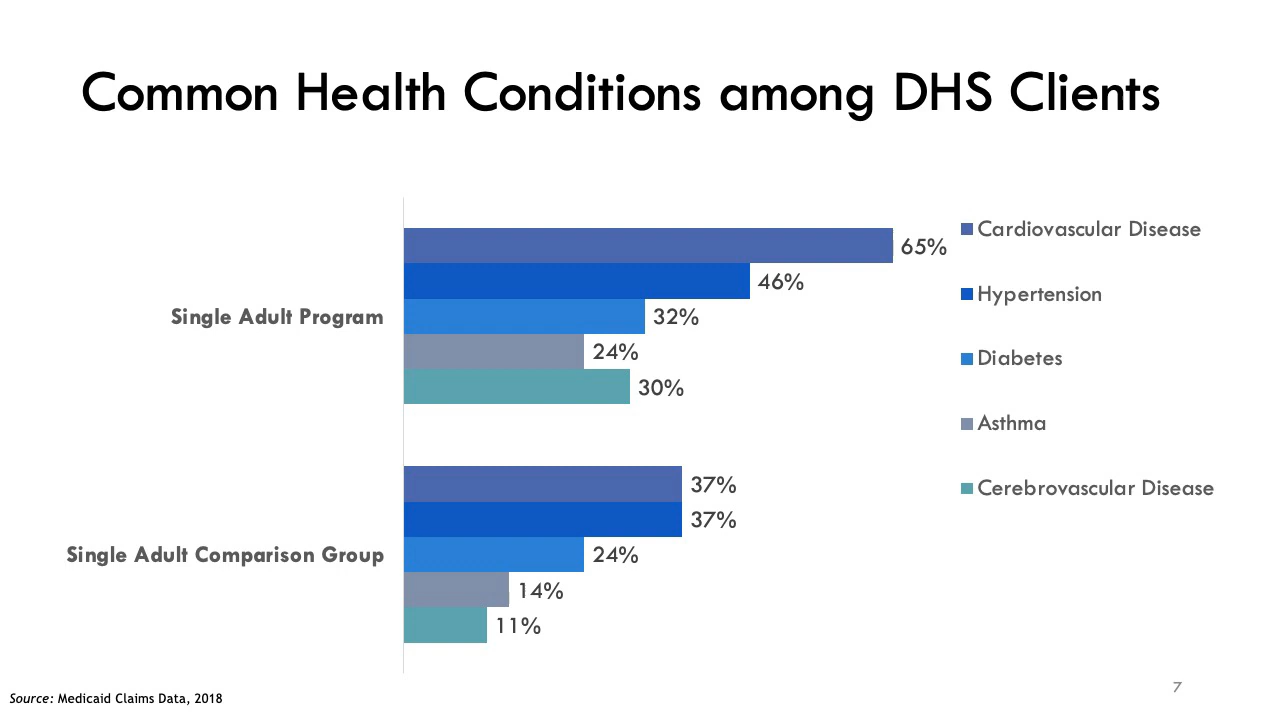 Common Health Conditions among DHS Clients
65%
Cardiovascular Disease
46%
Hypertension
Single Adult Program
32%
Diabetes
24%
30%
Asthma
37%
Cerebrovascular Disease
37%
Single Adult Comparison Group
24%
14%
11%
Source: Medicaid Claims Data, 2018
7